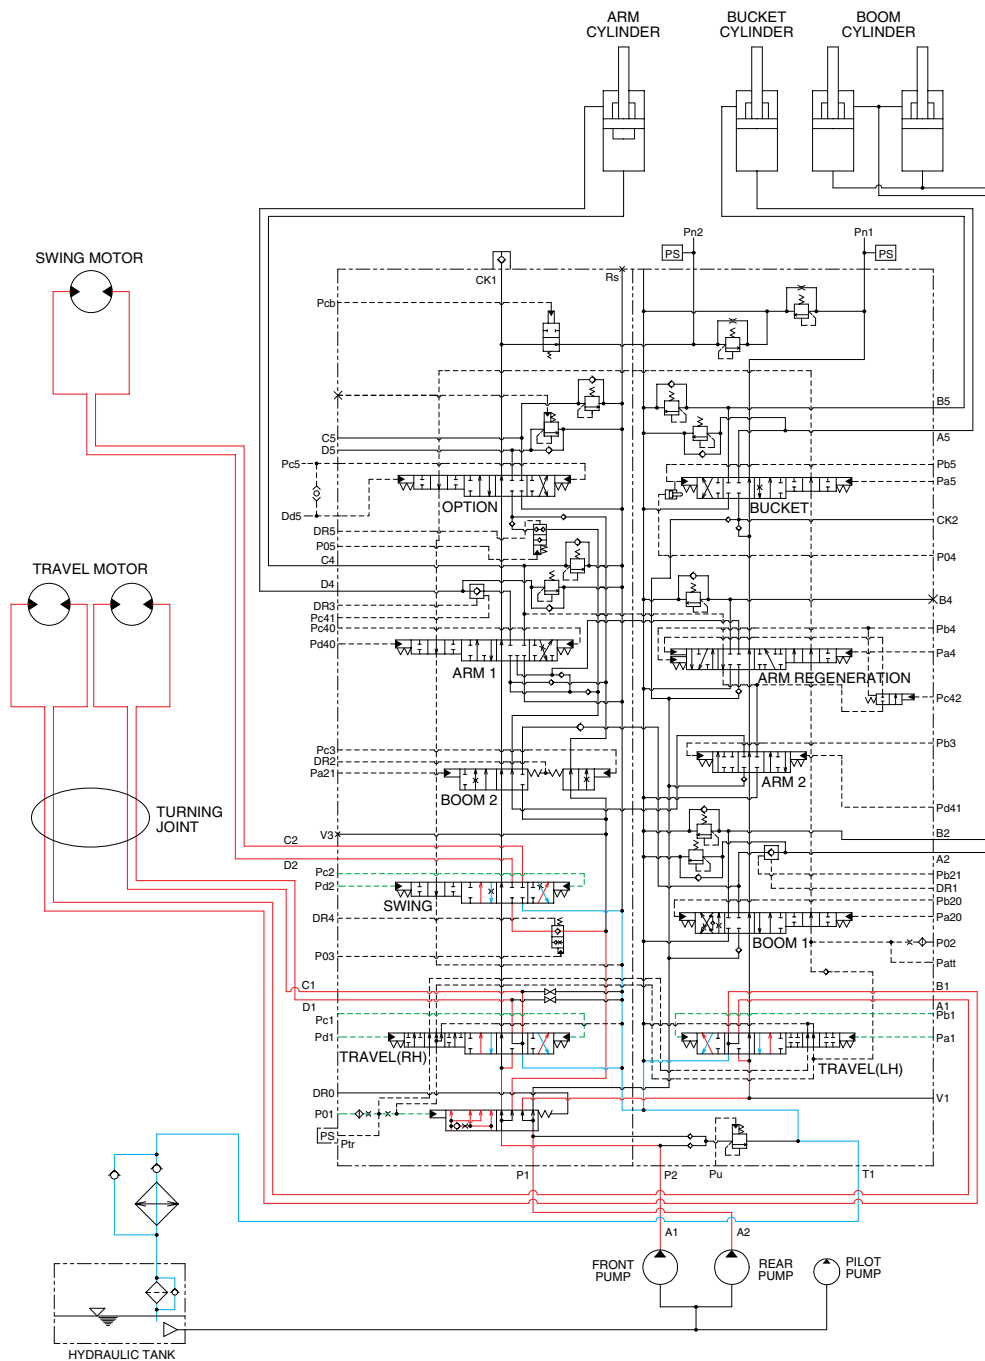 ARM
CYLINDER
BUCKET
CYLINDER
BOOM
CYLINDER
SWING MOTOR
Pn2
Pn1
PS
PS
CK1
Rs
Pcb
B5
C5
A5
D5
Pc5
Pb5
Pa5
OPTION
BUCKET
Dd5
CK2
DR5
P05
P04
C4
TRAVEL MOTOR
D4
B4
DR3
Pc41
Pc40
Pb4
Pd40
Pa4
ARM 1
ARM REGENERATION
Pc42
Pc3
Pb3
DR2
Pa21
BOOM 2
ARM 2
TURNING
JOINT
Pd41
V3
B2
C2
D2
A2
Pc2
Pb21
Pd2
DR1
SWING
Pb20
DR4
Pa20
BOOM 1
P02
P03
Patt
C1
B1
D1
A1
Pc1
Pb1
Pd1
Pa1
TRAVEL(RH)
TRAVEL(LH)
DR0
V1
P01
PS
Ptr
P1
P2
Pu
T1
A1
A2
FRONT
PUMP
REAR
PUMP
PILOT
PUMP
HYDRAULIC TANK